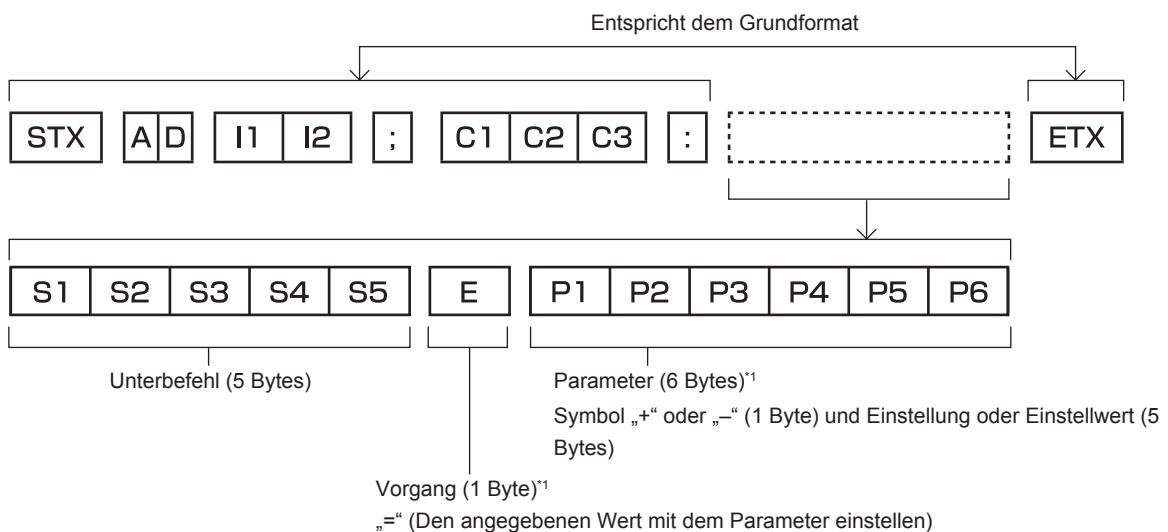 Entspricht dem Grundformat
STX A D I1 I2 ; C1 C2 C3 : ETX
S1 S2 S3 S4 S5 E P1 P2 P3 P4 P5 P6
Unterbefehl (5 Bytes)
Parameter (6 Bytes)*1
Symbol „+“ oder „–“ (1 Byte) und Einstellung oder Einstellwert (5
Bytes)
Vorgang (1 Byte)*1
„=“ (Den angegebenen Wert mit dem Parameter einstellen)